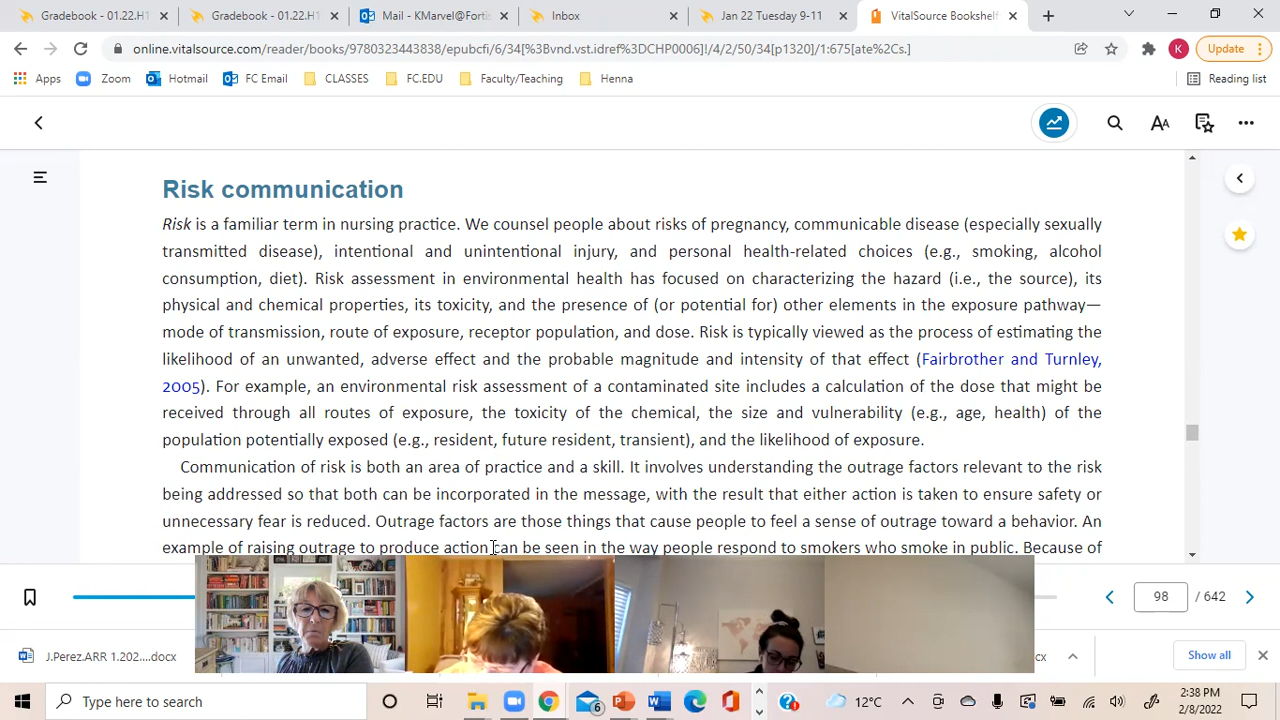 Gradebook - 01.22.H1
Gradebook - 01.22.H1
Mail - KMarvel@Fortis
Inbox
Jan 22 Tuesday 9-11
VitalSource Bookshelf
online.vitalsource.com/reader/books/9780323443838/epubcfi/6/34[%3Bvnd.vst.idref%3DCHP0006]!/4/2/50/34[p1320]/1:675[ate%2Cs.]
K
Update
Apps
Zoom
Hotmail
FC Email
CLASSES
FC.EDU
Faculty/Teaching
Henna
Reading list
Risk communication
Risk is a familiar term in nursing practice. We counsel people about risks of pregnancy, communicable disease (especially sexually
transmitted disease), intentional and unintentional injury, and personal health-related choices (e.g., smoking, alcohol
consumption, diet). Risk assessment in environmental health has focused on characterizing the hazard (i.e., the source), its
physical and chemical properties, its toxicity, and the presence of (or potential for) other elements in the exposure pathway—
mode of transmission, route of exposure, receptor population, and dose. Risk is typically viewed as the process of estimating the
likelihood of an unwanted, adverse effect and the probable magnitude and intensity of that effect (Fairbrother and Turnley,
2005). For example, an environmental risk assessment of a contaminated site includes a calculation of the dose that might be
received through all routes of exposure, the toxicity of the chemical, the size and vulnerability (e.g., age, health) of the
population potentially exposed (e.g., resident, future resident, transient), and the likelihood of exposure.
Communication of risk is both an area of practice and a skill. It involves understanding the outrage factors relevant to the risk
being addressed so that both can be incorporated in the message, with the result that either action is taken to ensure safety or
unnecessary fear is reduced. Outrage factors are those things that cause people to feel a sense of outrage toward a behavior. An
example of raising outrage to produce action can be seen in the way people respond to smokers who smoke in public. Because of
98 / 642
J.Perez.ARR 1.202....docx
cx
Show all
Type here to search
6
12°C
2:38 PM
2/8/2022